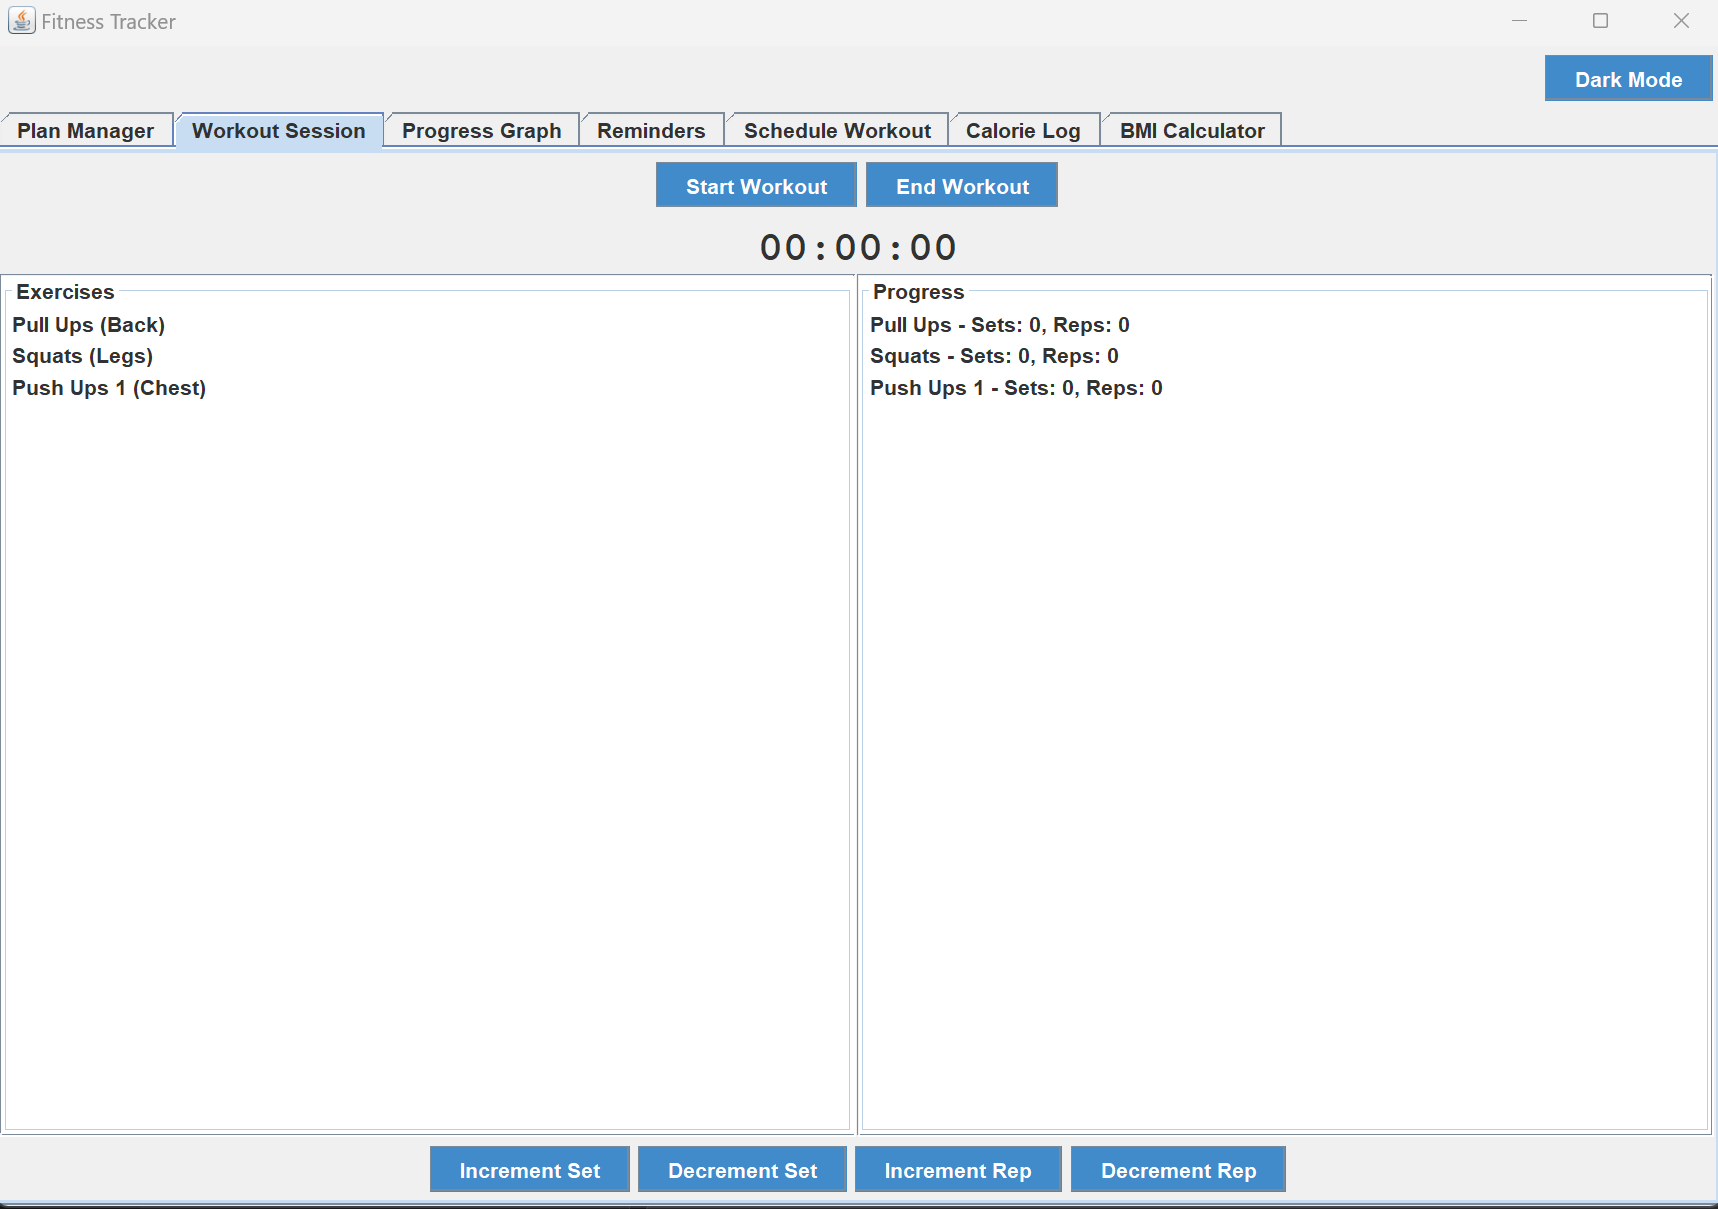 Fitness Tracker
Dark Mode
Plan Manager Workout Session Progress Graph Reminders Schedule Workout Calorie Log BMI Calculator
Start Workout End Workout
00:00:00
Exercises
Pull Ups (Back)
Squats (Legs)
Push Ups 1 (Chest)
Progress
Pull Ups - Sets: 0, Reps: 0
Squats - Sets: 0, Reps: 0
Push Ups 1 - Sets: 0, Reps: 0
Increment Set Decrement Set Increment Rep Decrement Rep